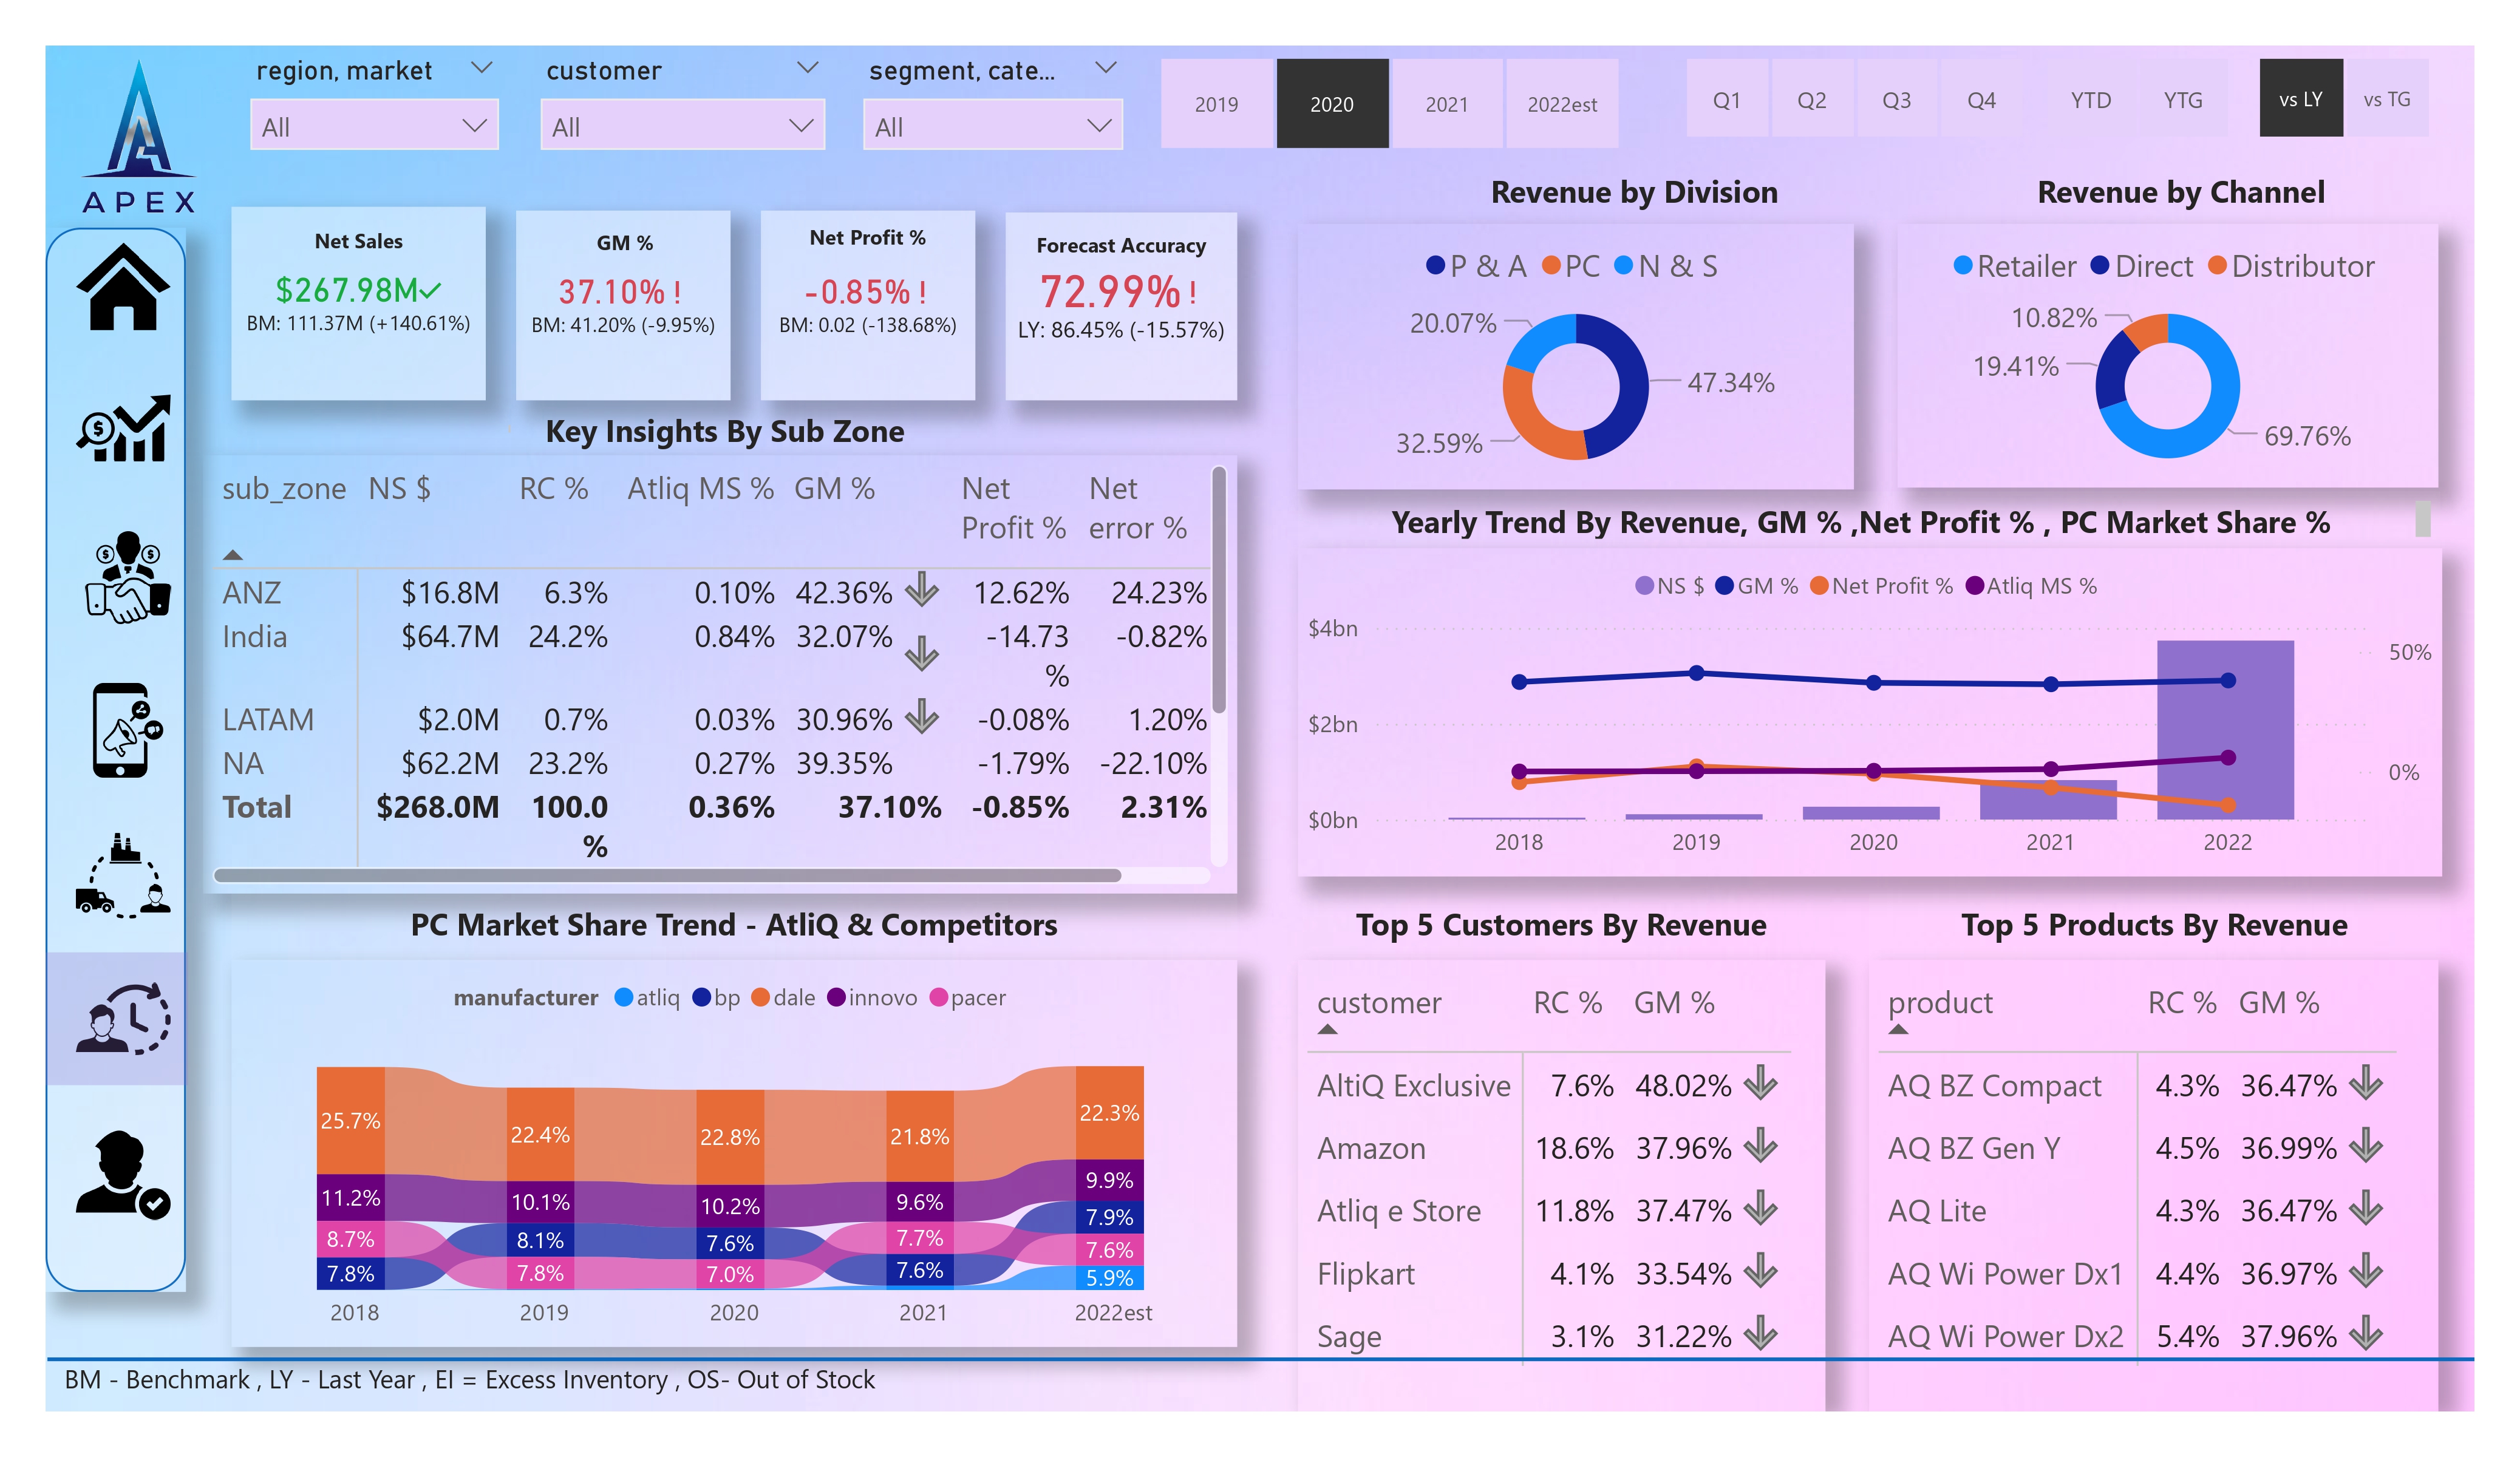 APEX
region, market
All
customer
All
segment, cate...
All
2019
2020
2021
2022est
Q1
Q2
Q3
Q4
YTD
YTG
vs LY
vs TG
Net Sales
$267.98M
BM: 111.37M (+140.61%)
GM %
37.10% !
BM: 41.20% (-9.95%)
Net Profit %
-0.85% !
BM: 0.02 (-138.68%)
Forecast Accuracy
72.99% !
LY: 86.45% (-15.57%)
Revenue by Division
P & A PC N & S
20.07%
47.34%
32.59%
Revenue by Channel
Retailer Direct Distributor
10.82%
19.41%
69.76%
Key Insights By Sub Zone
sub_zone NS $ RC % Atliq MS % GM % Net Profit % Net error %
ANZ $16.8M 6.3% 0.10% 42.36% 12.62% 24.23%
India $64.7M 24.2% 0.84% 32.07% -14.73 % -0.82%
LATAM $2.0M 0.7% 0.03% 30.96% -0.08% 1.20%
NA $62.2M 23.2% 0.27% 39.35% -1.79% -22.10%
Total $268.0M 100.0 % 0.36% 37.10% -0.85% 2.31%
Yearly Trend By Revenue, GM % ,Net Profit % , PC Market Share %
NS $ GM % Net Profit % Atliq MS %
$4bn
$2bn
$0bn
50%
0%
2018 2019 2020 2021 2022
PC Market Share Trend - AtliQ & Competitors
manufacturer atliq bp dale innovo pacer
25.7% 22.4% 22.8% 21.8% 22.3%
11.2% 10.1% 10.2% 9.6% 9.9%
8.7% 8.1% 7.6% 7.7% 7.9%
7.8% 7.8% 7.0% 7.6% 7.6%
5.9%
2018 2019 2020 2021 2022est
Top 5 Customers By Revenue
customer RC % GM %
AltiQ Exclusive 7.6% 48.02%
Amazon 18.6% 37.96%
Atliq e Store 11.8% 37.47%
Flipkart 4.1% 33.54%
Sage 3.1% 31.22%
Top 5 Products By Revenue
product RC % GM %
AQ BZ Compact 4.3% 36.47%
AQ BZ Gen Y 4.5% 36.99%
AQ Lite 4.3% 36.47%
AQ Wi Power Dx1 4.4% 36.97%
AQ Wi Power Dx2 5.4% 37.96%
BM - Benchmark , LY - Last Year , EI = Excess Inventory , OS- Out of Stock